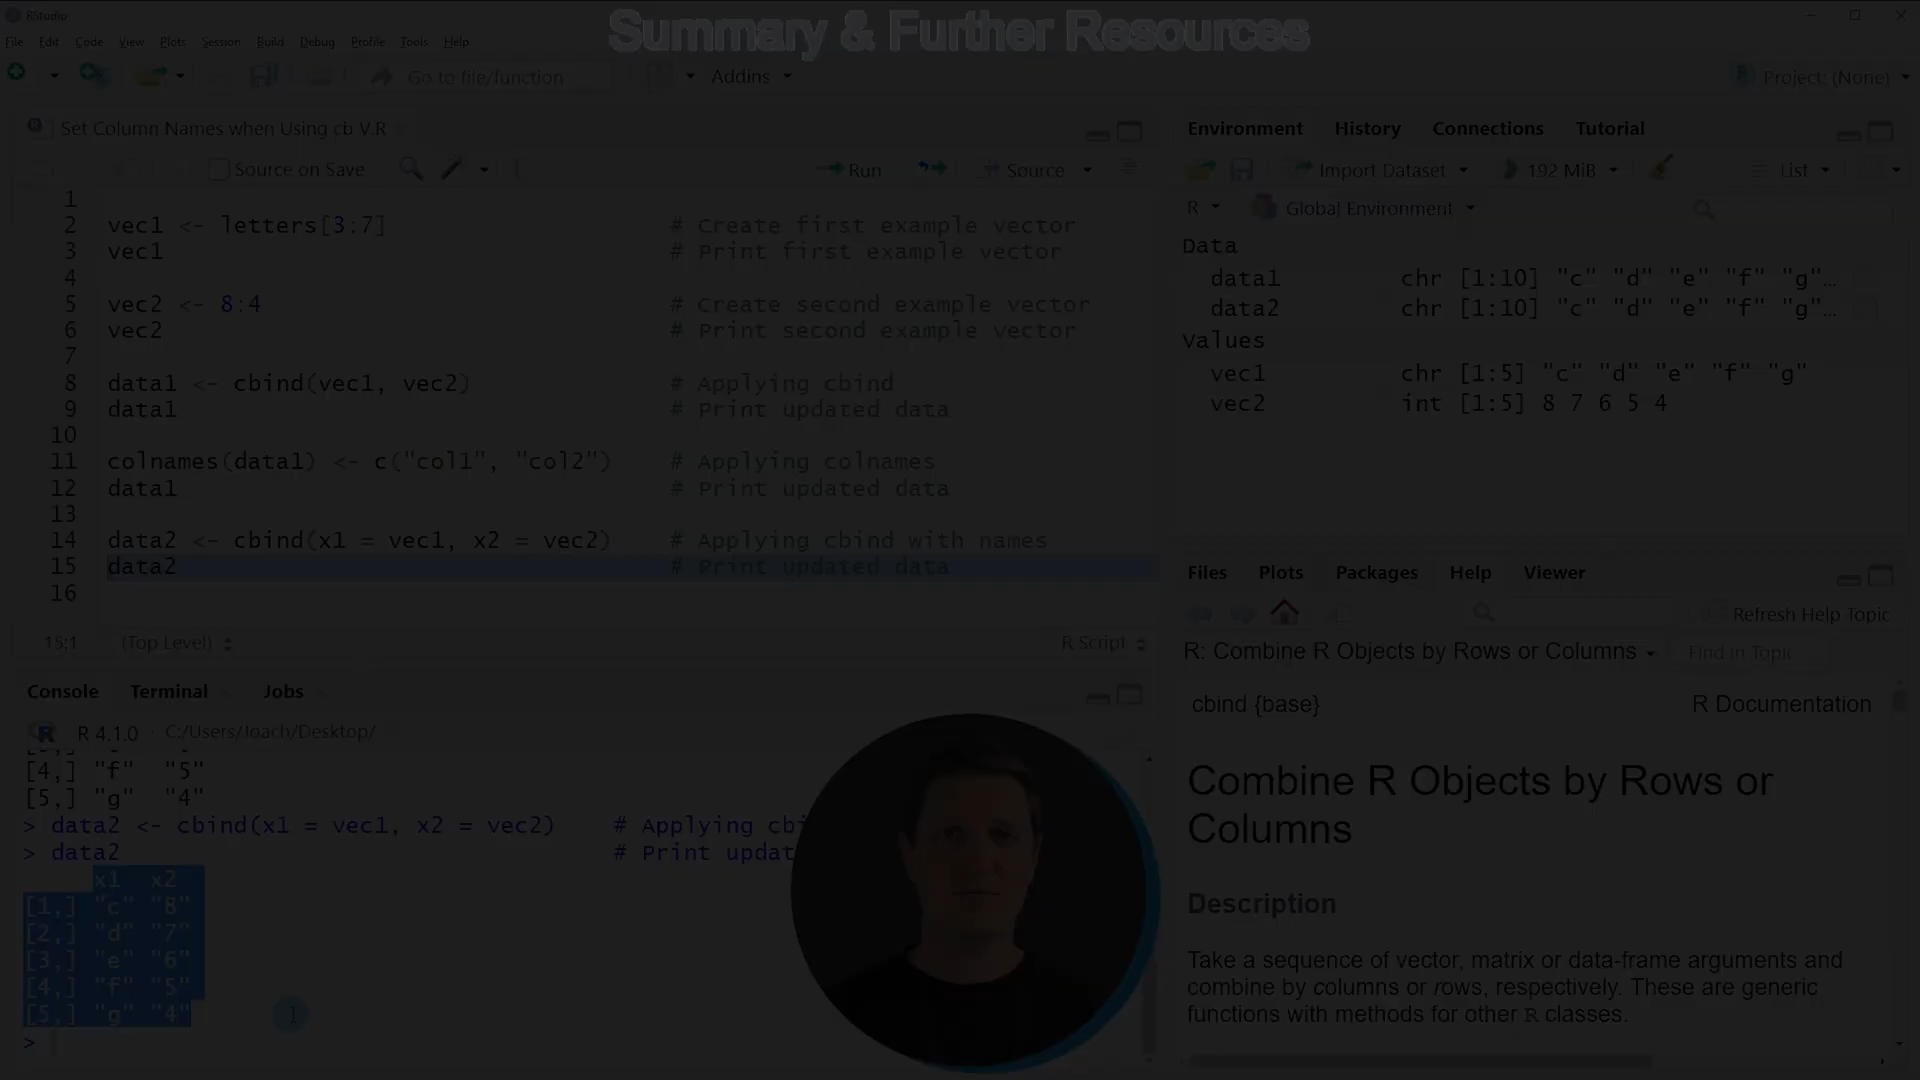 RStudio
Summary & Further Resources
File Edit Code View Plots Session Build Debug Profile Tools Help
Go to file/function Addins Project: (None)
Set Column Names when Using cb V.R
Source on Save Run Source
1
2 vec1 <- letters[3:7] # Create first example vector
3 vec1 # Print first example vector
4
5 vec2 <- 8:4 # Create second example vector
6 vec2 # Print second example vector
7
8 data1 <- cbind(vec1, vec2) # Applying cbind
9 data1 # Print updated data
10
11 colnames(data1) <- c("col1", "col2") # Applying colnames
12 data1 # Print updated data
13
14 data2 <- cbind(x1 = vec1, x2 = vec2) # Applying cbind with names
15 data2 # Print updated data
16
15:1 (Top Level) R Script
Console Terminal Jobs
R 4.1.0 · C:/Users/Joach/Desktop/
[4,] "f" "5"
[5,] "g" "4"
> data2 <- cbind(x1 = vec1, x2 = vec2) # Applying cbi
> data2 # Print updat
x1 x2
[1,] "c" "8"
[2,] "d" "7"
[3,] "e" "6"
[4,] "f" "5"
[5,] "g" "4"
>
Environment History Connections Tutorial
Import Dataset 192 MiB List
R Global Environment
Data
data1 chr [1:10] "c" "d" "e" "f" "g"…
data2 chr [1:10] "c" "d" "e" "f" "g"…
Values
vec1 chr [1:5] "c" "d" "e" "f" "g"
vec2 int [1:5] 8 7 6 5 4
Files Plots Packages Help Viewer
Refresh Help Topic
R: Combine R Objects by Rows or Columns Find in Topic
cbind {base} R Documentation
Combine R Objects by Rows or
Columns
Description
Take a sequence of vector, matrix or data-frame arguments and
combine by columns or rows, respectively. These are generic
functions with methods for other R classes.